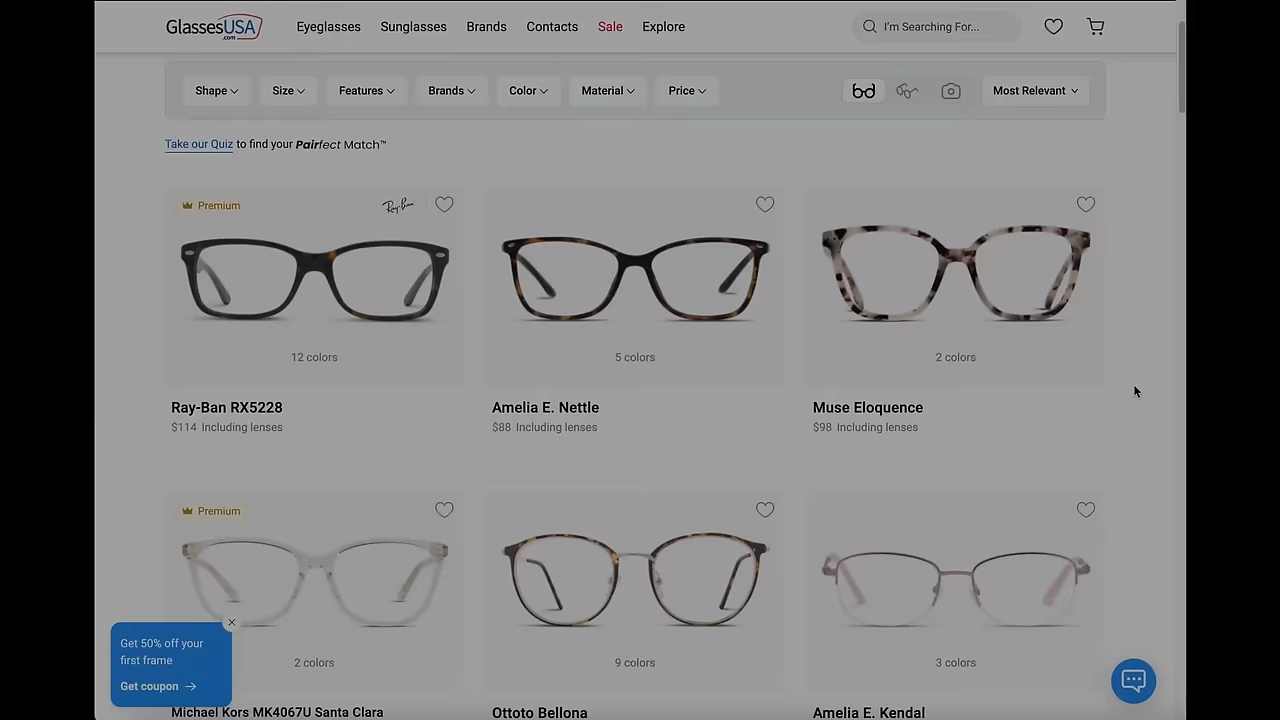 GlassesUSA
.com
Eyeglasses
Sunglasses
Brands
Contacts
Sale
Explore
I'm Searching For...
Shape
Size
Features
Brands
Color
Material
Price
Most Relevant
Take our Quiz to find your Pairfect Match™
Premium
Ray-Ban
12 colors
5 colors
2 colors
Ray-Ban RX5228
Amelia E. Nettle
Muse Eloquence
$114 Including lenses
$88 Including lenses
$98 Including lenses
Premium
2 colors
9 colors
3 colors
Michael Kors MK4067U Santa Clara
Ottoto Bellona
Amelia E. Kendal
Get 50% off your
first frame
Get coupon